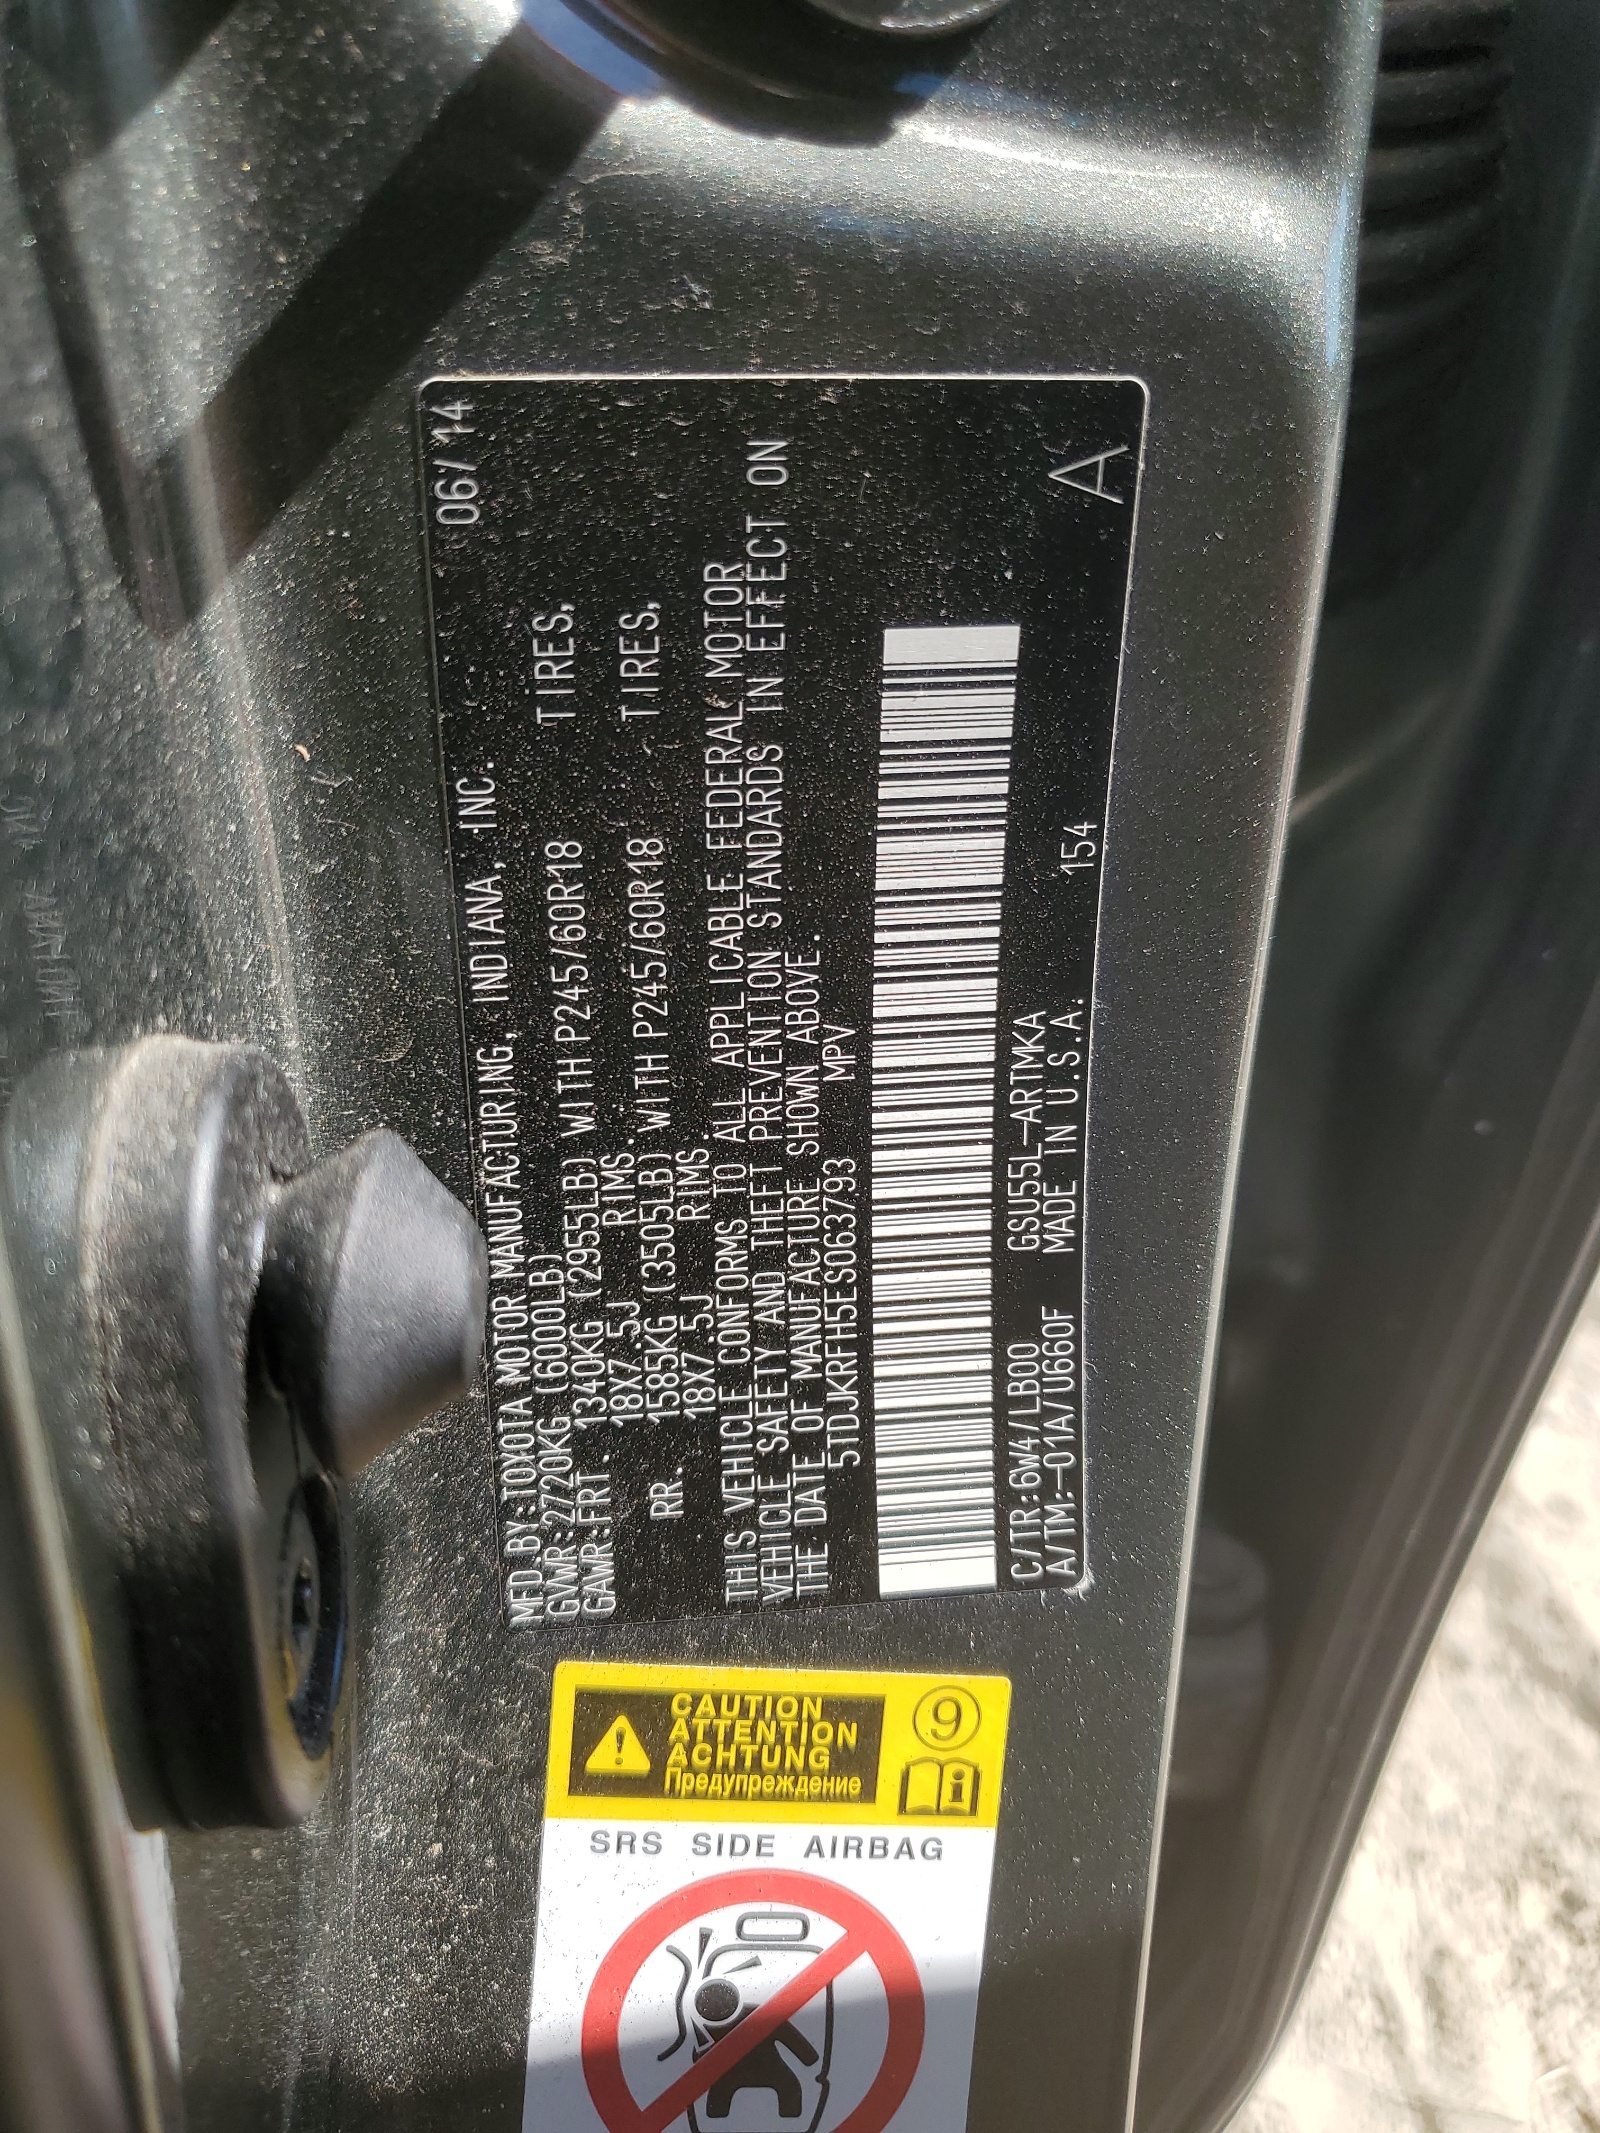 MFD.BY:TOYOTA MOTOR MANUFACTURING, INDIANA, INC. 06/14
GVWR:2720KG (6000LB)
GAWR:FRT. 1340KG (2955LB) WITH P245/60R18 TIRES,
18X7.5J RIMS.
RR. 1585KG (3505LB) WITH P245/60R18 TIRES,
18X7.5J RIMS.
THIS VEHICLE CONFORMS TO ALL APPLICABLE FEDERAL MOTOR
VEHICLE SAFETY AND THEFT PREVENTION STANDARDS IN EFFECT ON
THE DATE OF MANUFACTURE SHOWN ABOVE.
5TDJKRFH5ES063793 MPV
C/TR:6W4/LB00 GSU55L-ARTMKA
A/TM:-01A/U660F MADE IN U.S.A. 154 A
CAUTION
ATTENTION
ACHTUNG
Предупреждение
9
i
SRS SIDE AIRBAG